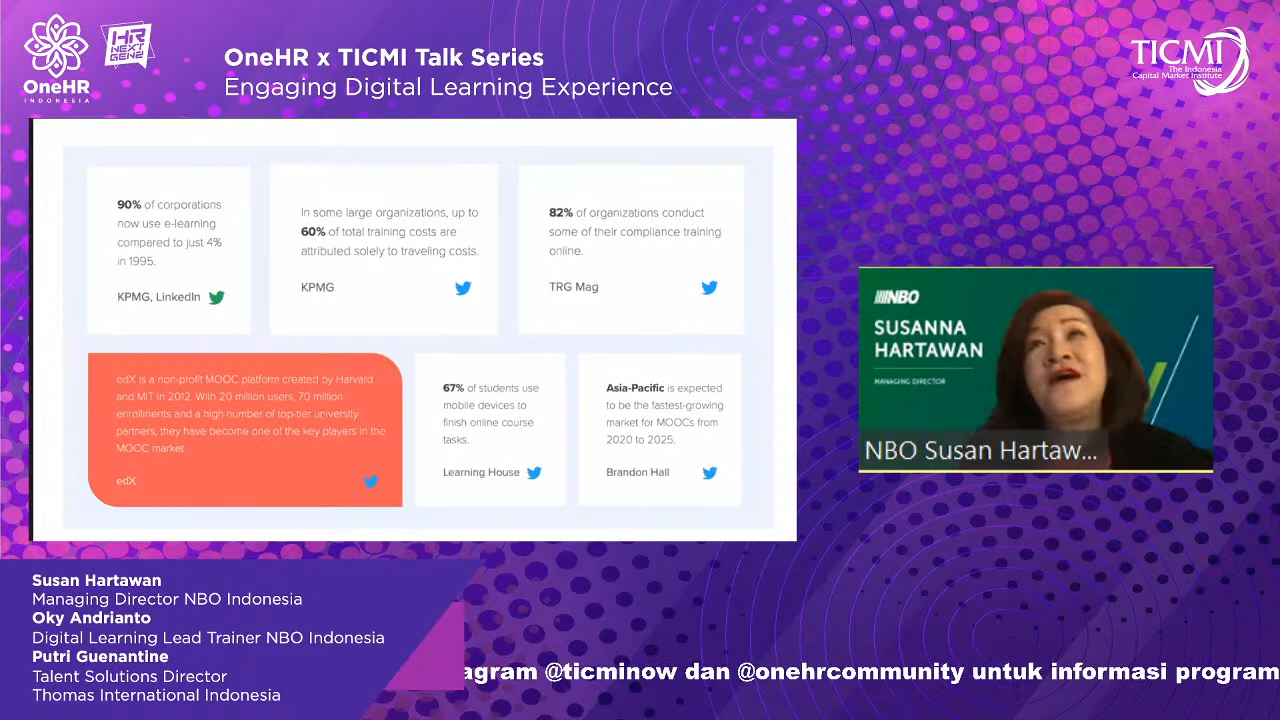 OneHR
INDONESIA
HR
NEXT
GEN2
OneHR x TICMI Talk Series
Engaging Digital Learning Experience
TICMI
The Indonesia
Capital Market Institute
90% of corporations
now use e-learning
compared to just 4%
in 1995.
KPMG, LinkedIn
In some large organizations, up to
60% of total training costs are
attributed solely to traveling costs.
KPMG
82% of organizations conduct
some of their compliance training
online.
TRG Mag
edX is a non-profit MOOC platform created by Harvard
and MIT in 2012. With 20 million users, 70 million
enrollments and a high number of top-tier university
partners, they have become one of the key players in the
MOOC market.
edX
67% of students use
mobile devices to
finish online course
tasks.
Learning House
Asia-Pacific is expected
to be the fastest-growing
market for MOOCs from
2020 to 2025.
Brandon Hall
NBO
SUSANNA
HARTAWAN
MANAGING DIRECTOR
NBO Susan Hartaw...
Susan Hartawan
Managing Director NBO Indonesia
Oky Andrianto
Digital Learning Lead Trainer NBO Indonesia
Putri Guenantine
Talent Solutions Director
Thomas International Indonesia
agram @ticminow dan @onehrcommunity untuk informasi program